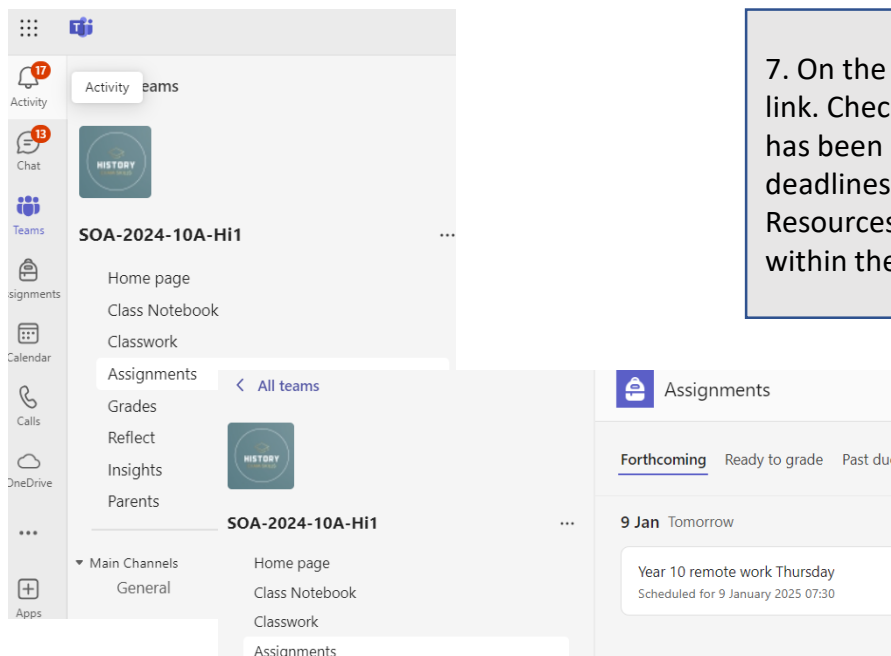 17
Activity
Activity
eams
13
Chat
HISTORY
Teams
SOA-2024-10A-Hi1
...
ssignments
Home page
Class Notebook
Classwork
Calendar
Assignments
Grades
Calls
Reflect
Insights
OneDrive
Parents
Main Channels
General
Apps
7. On the
link. Chec
has been
deadlines
Resources
within the
All teams
HISTORY
SOA-2024-10A-Hi1
...
Home page
Class Notebook
Classwork
Assignments
Assignments
Forthcoming Ready to grade Past due
9 Jan Tomorrow
Year 10 remote work Thursday
Scheduled for 9 January 2025 07:30